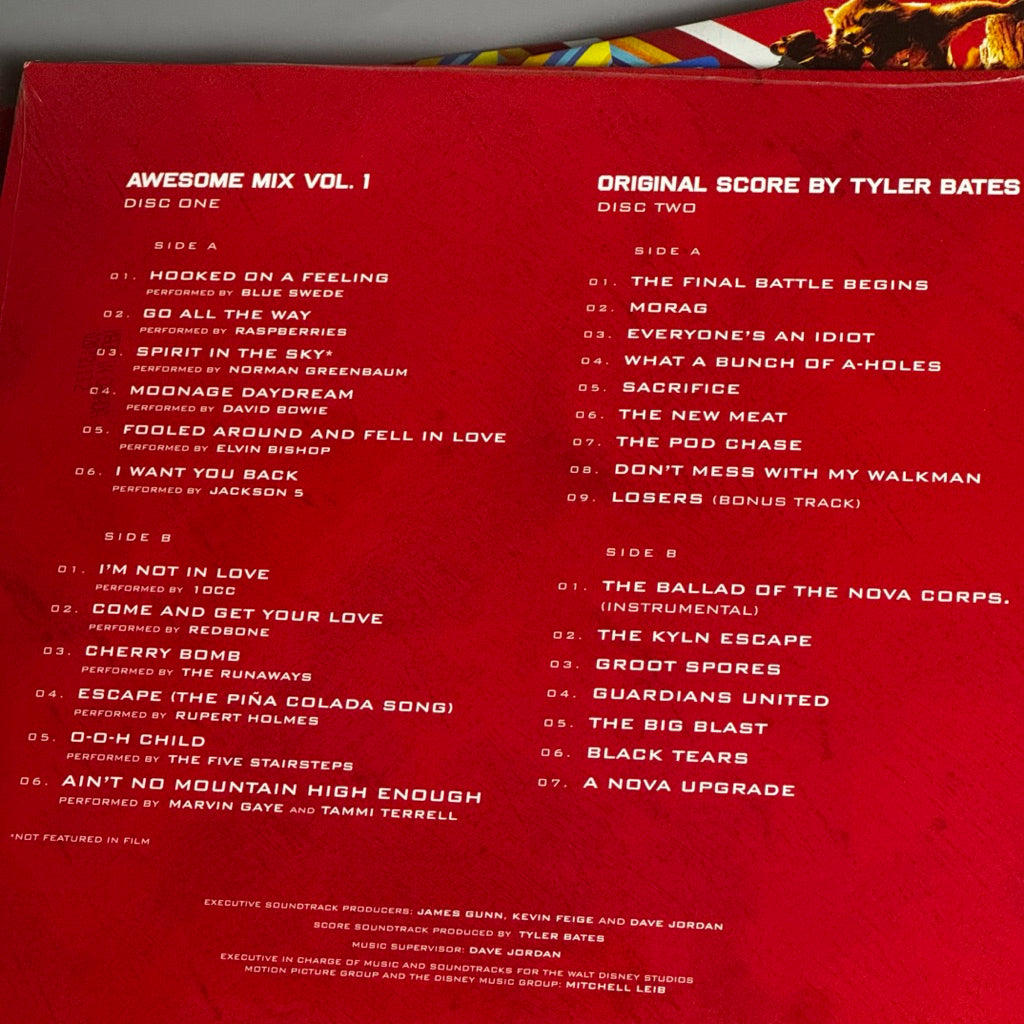 AWESOME MIX VOL. 1
DISC ONE
SIDE A
01. HOOKED ON A FEELING
PERFORMED BY BLUE SWEDE
02. GO ALL THE WAY
PERFORMED BY RASPBERRIES
03. SPIRIT IN THE SKY*
PERFORMED BY NORMAN GREENBAUM
04. MOONAGE DAYDREAM
PERFORMED BY DAVID BOWIE
05. FOOLED AROUND AND FELL IN LOVE
PERFORMED BY ELVIN BISHOP
06. I WANT YOU BACK
PERFORMED BY JACKSON 5
SIDE B
01. I'M NOT IN LOVE
PERFORMED BY 10CC
02. COME AND GET YOUR LOVE
PERFORMED BY REDBONE
03. CHERRY BOMB
PERFORMED BY THE RUNAWAYS
04. ESCAPE (THE PIÑA COLADA SONG)
PERFORMED BY RUPERT HOLMES
05. O-O-H CHILD
PERFORMED BY THE FIVE STAIRSTEPS
06. AIN'T NO MOUNTAIN HIGH ENOUGH
PERFORMED BY MARVIN GAYE AND TAMMI TERRELL
*NOT FEATURED IN FILM
ORIGINAL SCORE BY TYLER BATES
DISC TWO
SIDE A
01. THE FINAL BATTLE BEGINS
02. MORAG
03. EVERYONE'S AN IDIOT
04. WHAT A BUNCH OF A-HOLES
05. SACRIFICE
06. THE NEW MEAT
07. THE POD CHASE
08. DON'T MESS WITH MY WALKMAN
09. LOSERS (BONUS TRACK)
SIDE B
01. THE BALLAD OF THE NOVA CORPS.
(INSTRUMENTAL)
02. THE KYLN ESCAPE
03. GROOT SPORES
04. GUARDIANS UNITED
05. THE BIG BLAST
06. BLACK TEARS
07. A NOVA UPGRADE
EXECUTIVE SOUNDTRACK PRODUCERS: JAMES GUNN, KEVIN FEIGE AND DAVE JORDAN
SCORE SOUNDTRACK PRODUCED BY TYLER BATES
MUSIC SUPERVISOR: DAVE JORDAN
EXECUTIVE IN CHARGE OF MUSIC AND SOUNDTRACKS FOR THE WALT DISNEY STUDIOS
MOTION PICTURE GROUP AND THE DISNEY MUSIC GROUP: MITCHELL LEIB